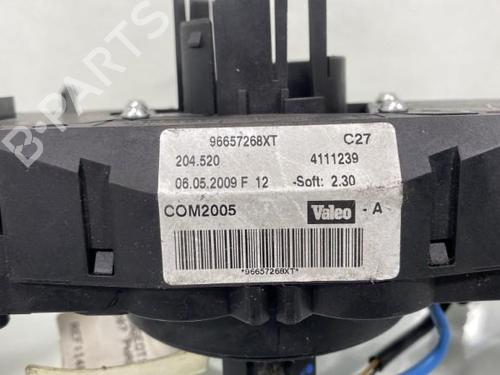 B-PARTS
96657268XT C27
204.520 4111239
06.05.2009 F 12 -Soft: 2.30
COM2005 Valeo - A
*96657268XT*